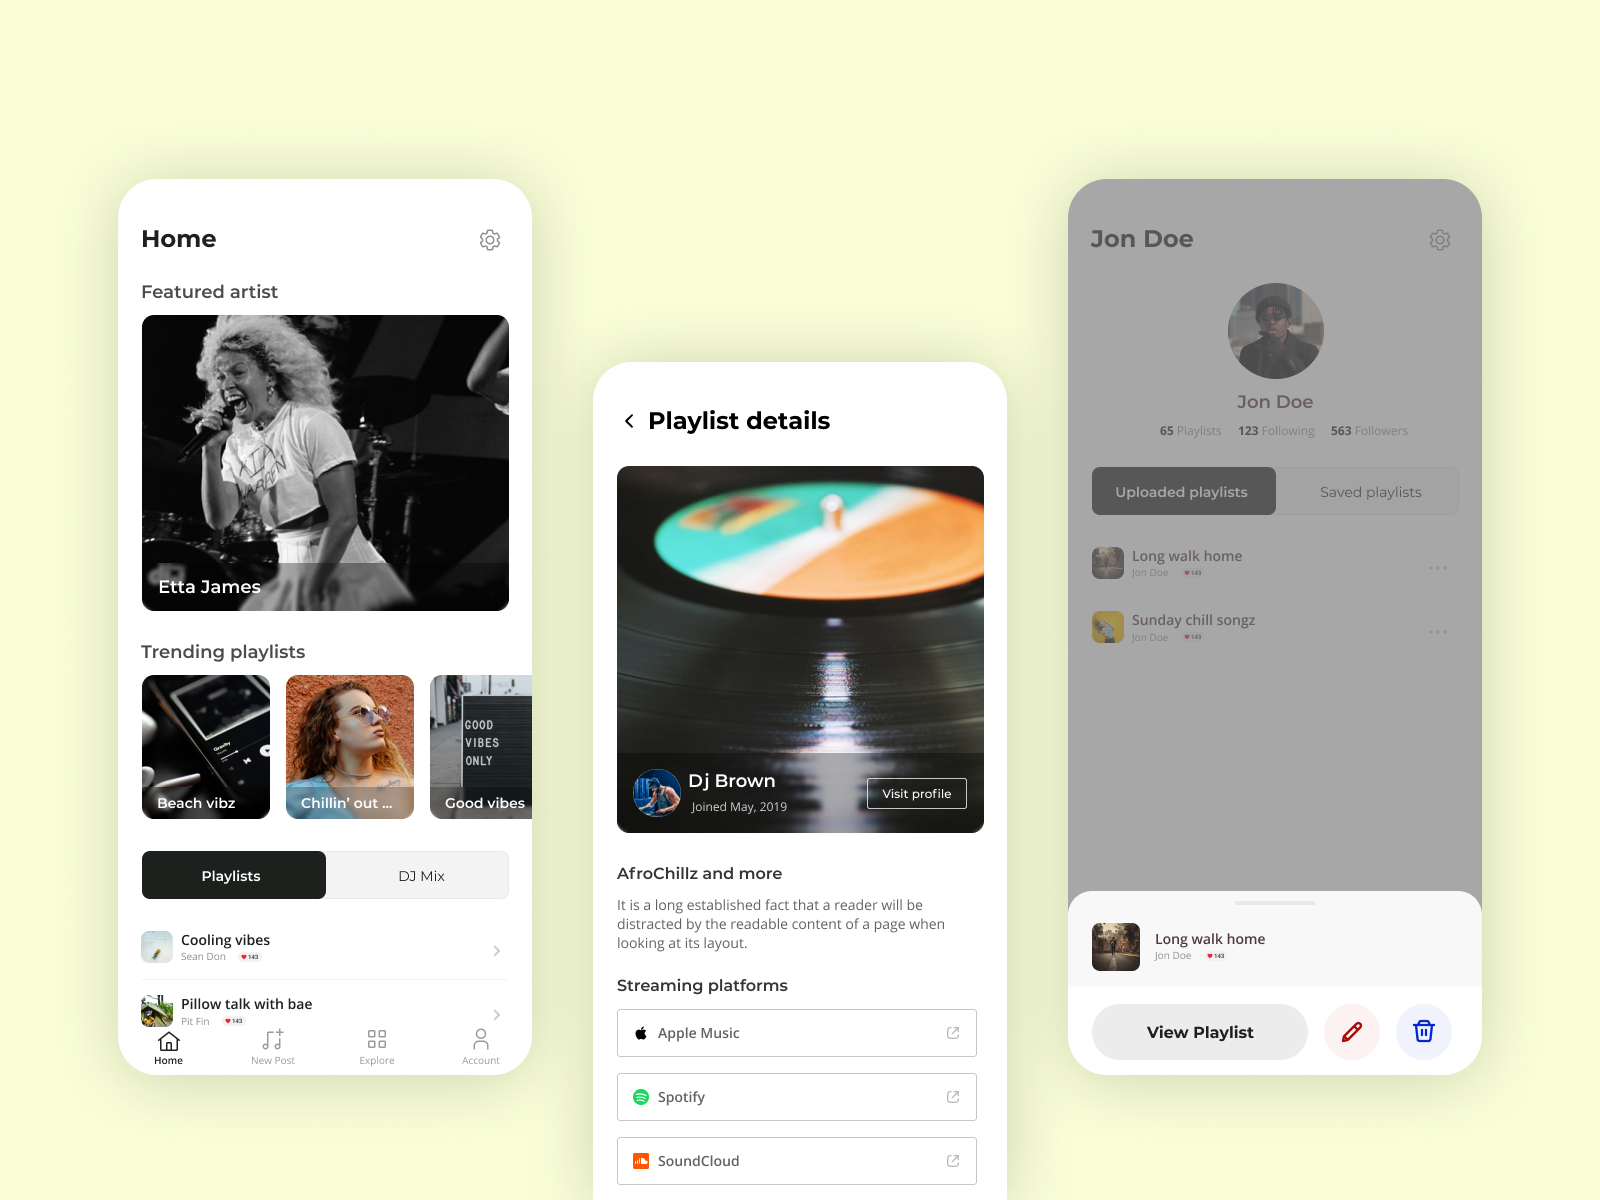 Home
Featured artist
Etta James
Trending playlists
GOOD
VIBES
ONLY
Beach vibz
Chillin' out ...
Good vibes
Playlists
DJ Mix
Cooling vibes
Sean Don
143
Pillow talk with bae
Pit Fin
143
Home
New Post
Explore
Account
Playlist details
Dj Brown
Joined May, 2019
Visit profile
AfroChillz and more
It is a long established fact that a reader will be
distracted by the readable content of a page when
looking at its layout.
Streaming platforms
Apple Music
Spotify
SoundCloud
Jon Doe
Jon Doe
65 Playlists 123 Following 563 Followers
Uploaded playlists
Saved playlists
Long walk home
Jon Doe
143
Sunday chill songz
Jon Doe
143
Long walk home
Jon Doe
143
View Playlist